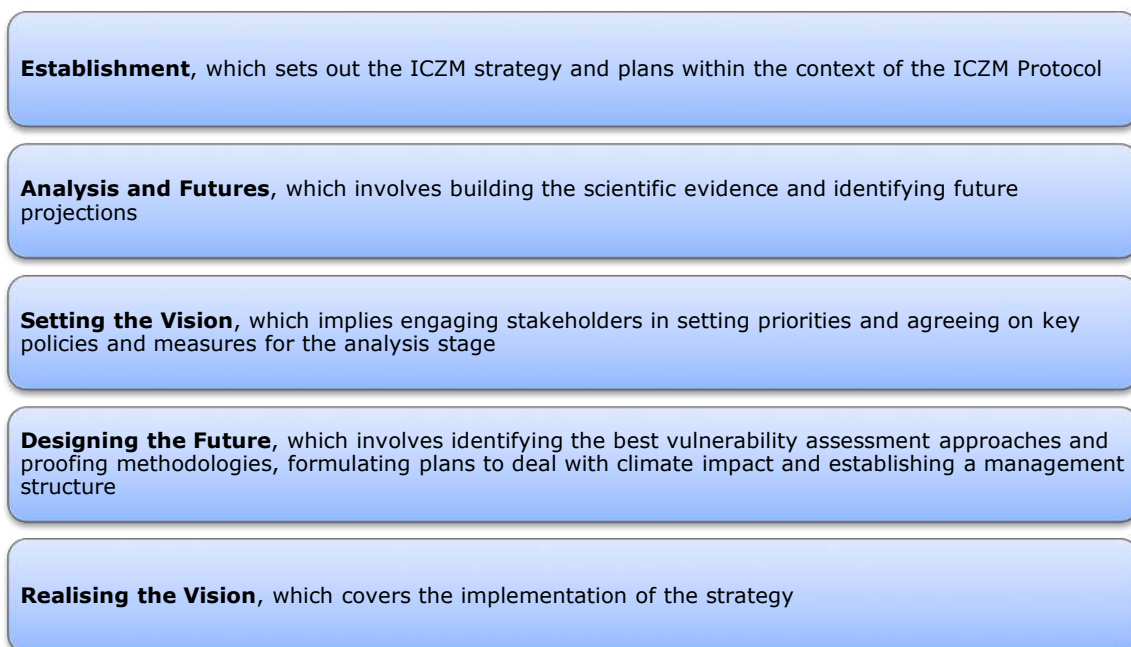 Establishment, which sets out the ICZM strategy and plans within the context of the ICZM Protocol
Analysis and Futures, which involves building the scientific evidence and identifying future
projections
Setting the Vision, which implies engaging stakeholders in setting priorities and agreeing on key
policies and measures for the analysis stage
Designing the Future, which involves identifying the best vulnerability assessment approaches and
proofing methodologies, formulating plans to deal with climate impact and establishing a management
structure
Realising the Vision, which covers the implementation of the strategy